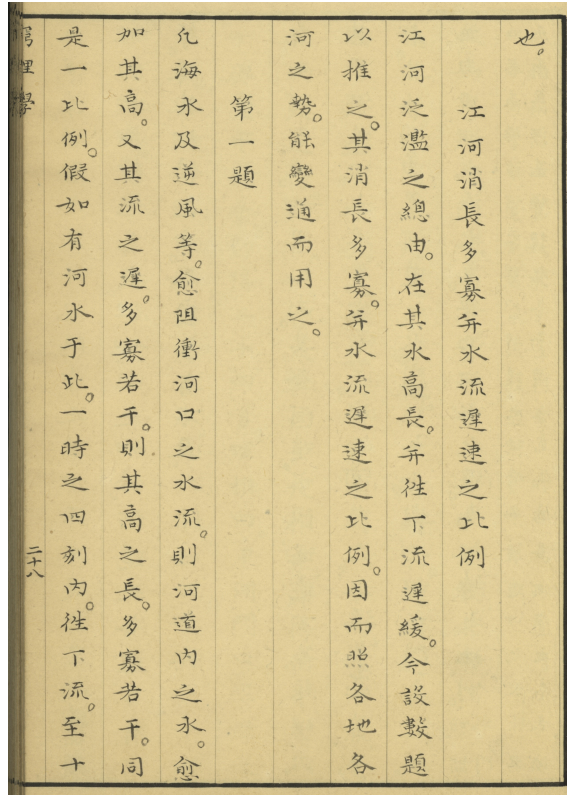 也。
江河消長多寡并水流遲速之比例
江河泛濫之總由。在其水高長。并徃下流遲緩。今設數題
以推之。其消長多寡。并水流遲速之比例。因而照各地各
河之勢。能變通而用之。
第一題
凢海水及逆風等。愈阻衝河口之水流。則河道內之水。愈
加其高。又其流之遲。多寡若干。則其高之長。多寡若干。同
是一比例。假如有河水于此。一時之四刻內。徃下流。至十
窮理學
二十八